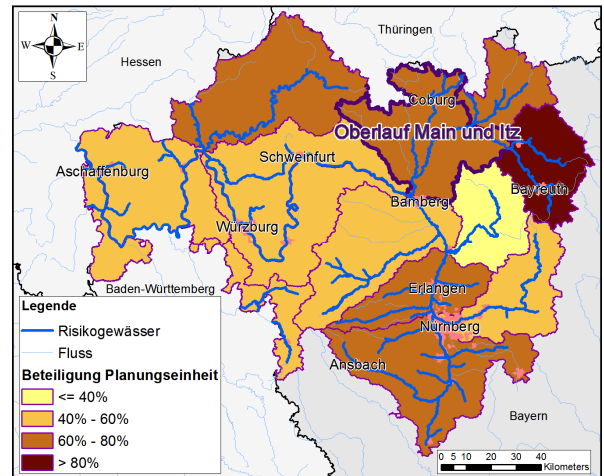 N
W E
S
Thüringen
Hessen
Coburg
Oberlauf Main und Itz
Schweinfurt
Aschaffenburg
Bayreuth
Bamberg
Würzburg
Baden-Württemberg
Erlangen
Nürnberg
Ansbach
Bayern
Legende
Risikogewässer
Fluss
Beteiligung Planungseinheit
<= 40%
40% - 60%
60% - 80%
> 80%
0 5 10 20 30 40
Kilometers